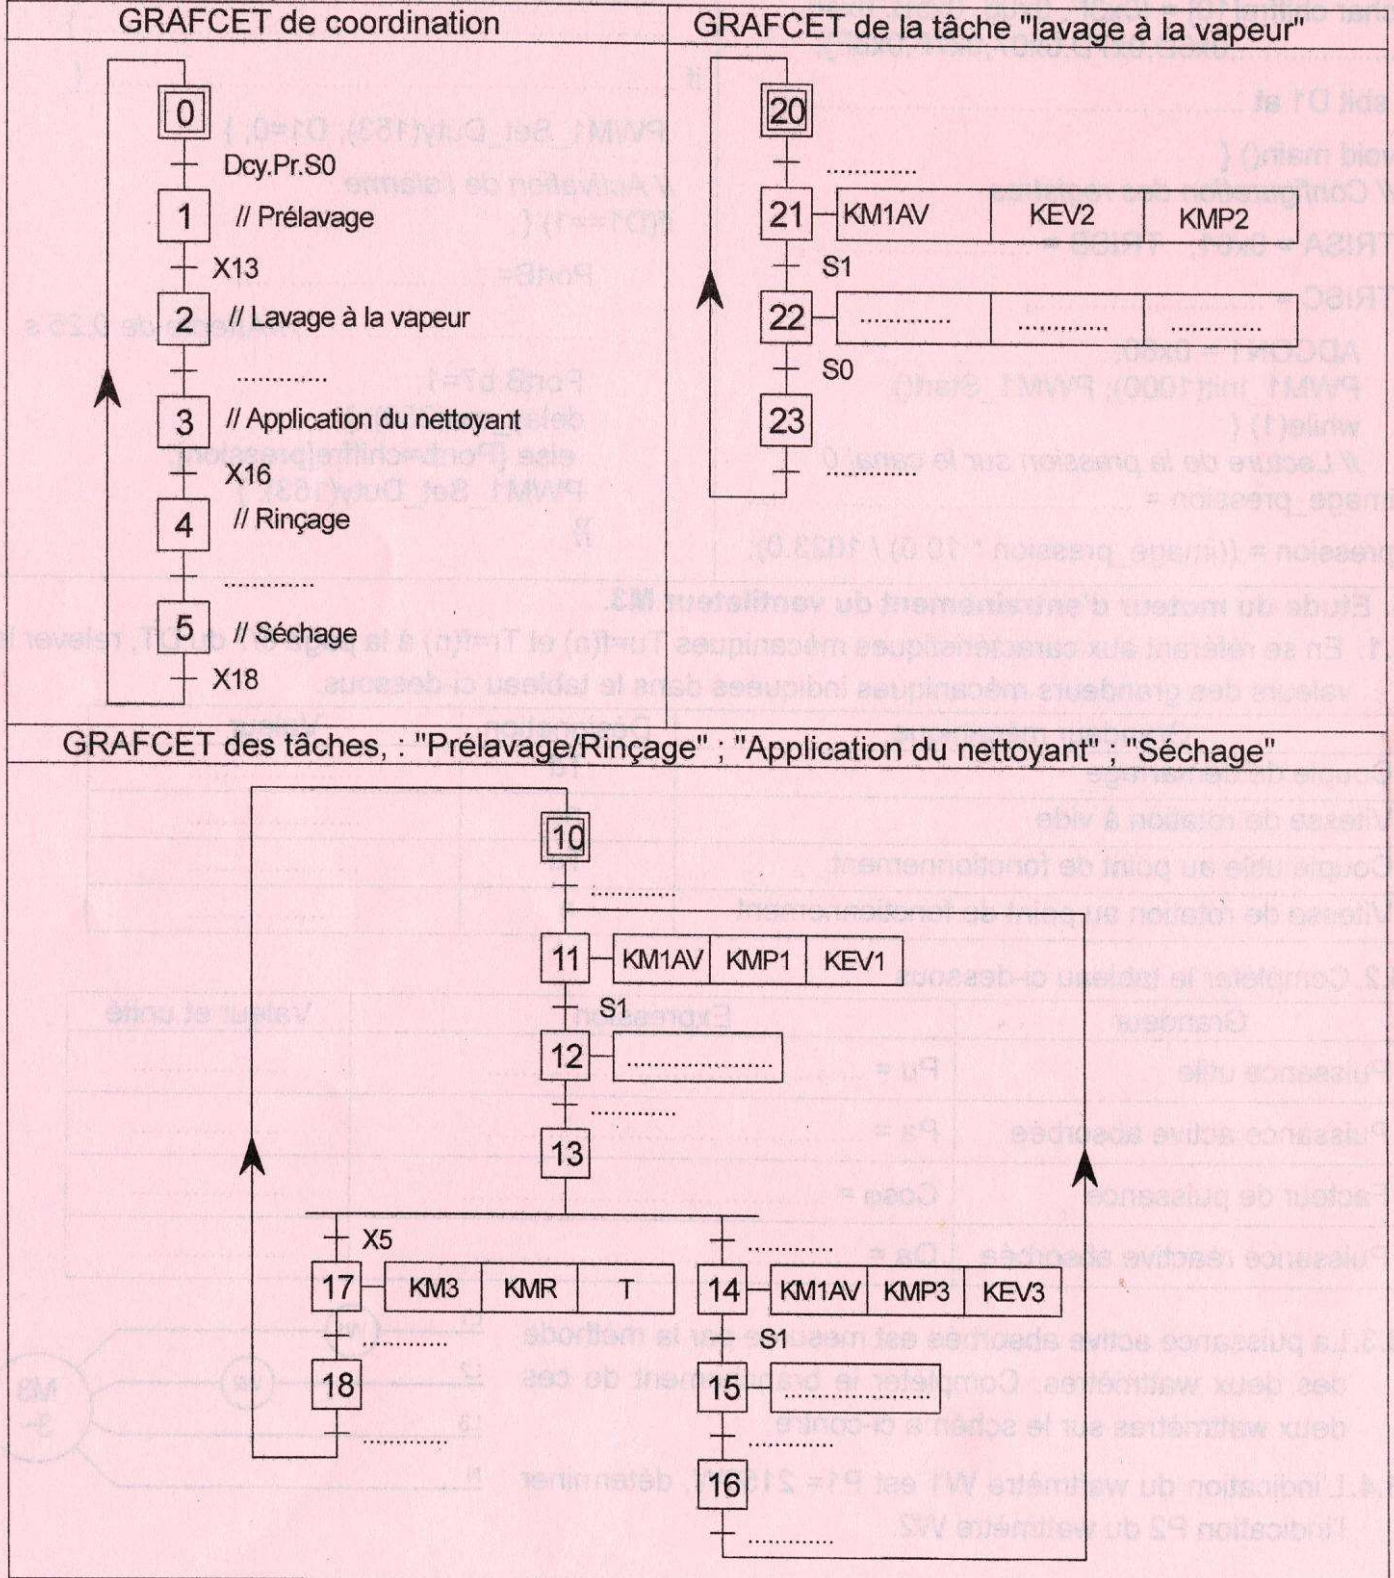 GRAFCET de coordination
0
Dcy.Pr.S0
1 // Prélavage
X13
2 // Lavage à la vapeur
..............
3 // Application du nettoyant
X16
4 // Rinçage
..............
5 // Séchage
X18
GRAFCET de la tâche "lavage à la vapeur"
20
..............
21 KM1AV KEV2 KMP2
S1
22 .............. .............. ..............
S0
23
..............
GRAFCET des tâches, : "Prélavage/Rinçage" ; "Application du nettoyant" ; "Séchage"
10
..............
11 KM1AV KMP1 KEV1
S1
12 ........................
..............
13
X5
17 KM3 KMR T
..............
18
..............
..............
14 KM1AV KMP3 KEV3
S1
15 ........................
..............
16
..............